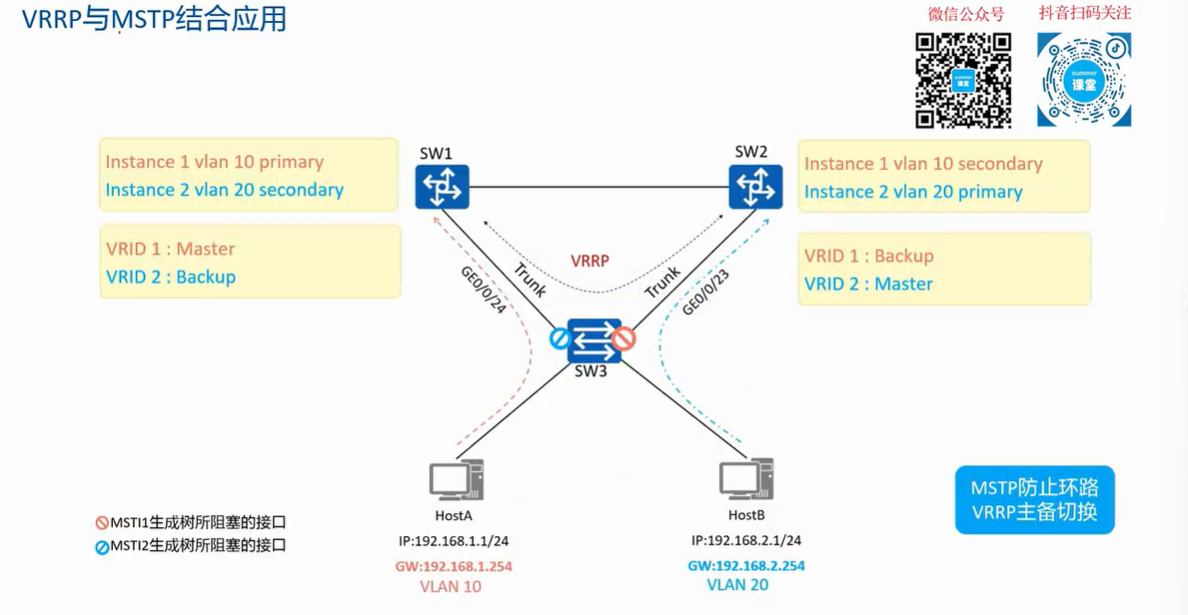 VRRP与MSTP结合应用
微信公众号
抖音扫码关注
summer
课堂
summer
课堂
SW1
SW2
Instance 1 vlan 10 primary
Instance 2 vlan 20 secondary
Instance 1 vlan 10 secondary
Instance 2 vlan 20 primary
VRID 1 : Master
VRID 2 : Backup
VRID 1 : Backup
VRID 2 : Master
VRRP
Trunk
GE0/0/24
Trunk
GE0/0/23
SW3
MSTP防止环路
VRRP主备切换
HostA
HostB
MSTI1生成树所阻塞的接口
MSTI2生成树所阻塞的接口
IP:192.168.1.1/24
GW:192.168.1.254
VLAN 10
IP:192.168.2.1/24
GW:192.168.2.254
VLAN 20